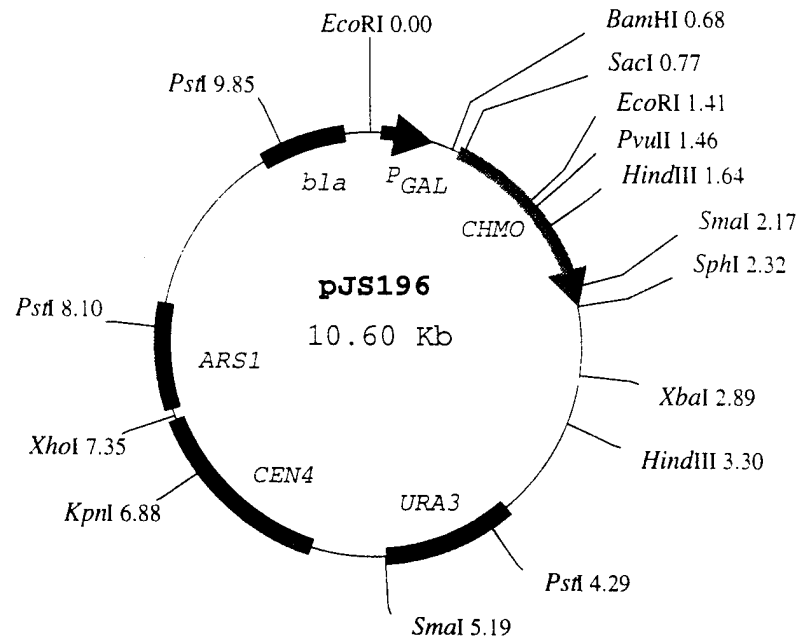 EcoRI 0.00
BamHI 0.68
SacI 0.77
EcoRI 1.41
PvuII 1.46
HindIII 1.64
SmaI 2.17
SphI 2.32
XbaI 2.89
HindIII 3.30
PstI 4.29
SmaI 5.19
KpnI 6.88
XhoI 7.35
PstI 8.10
PstI 9.85
bla
PGAL
CHMO
pJS196
10.60 Kb
ARS1
CEN4
URA3